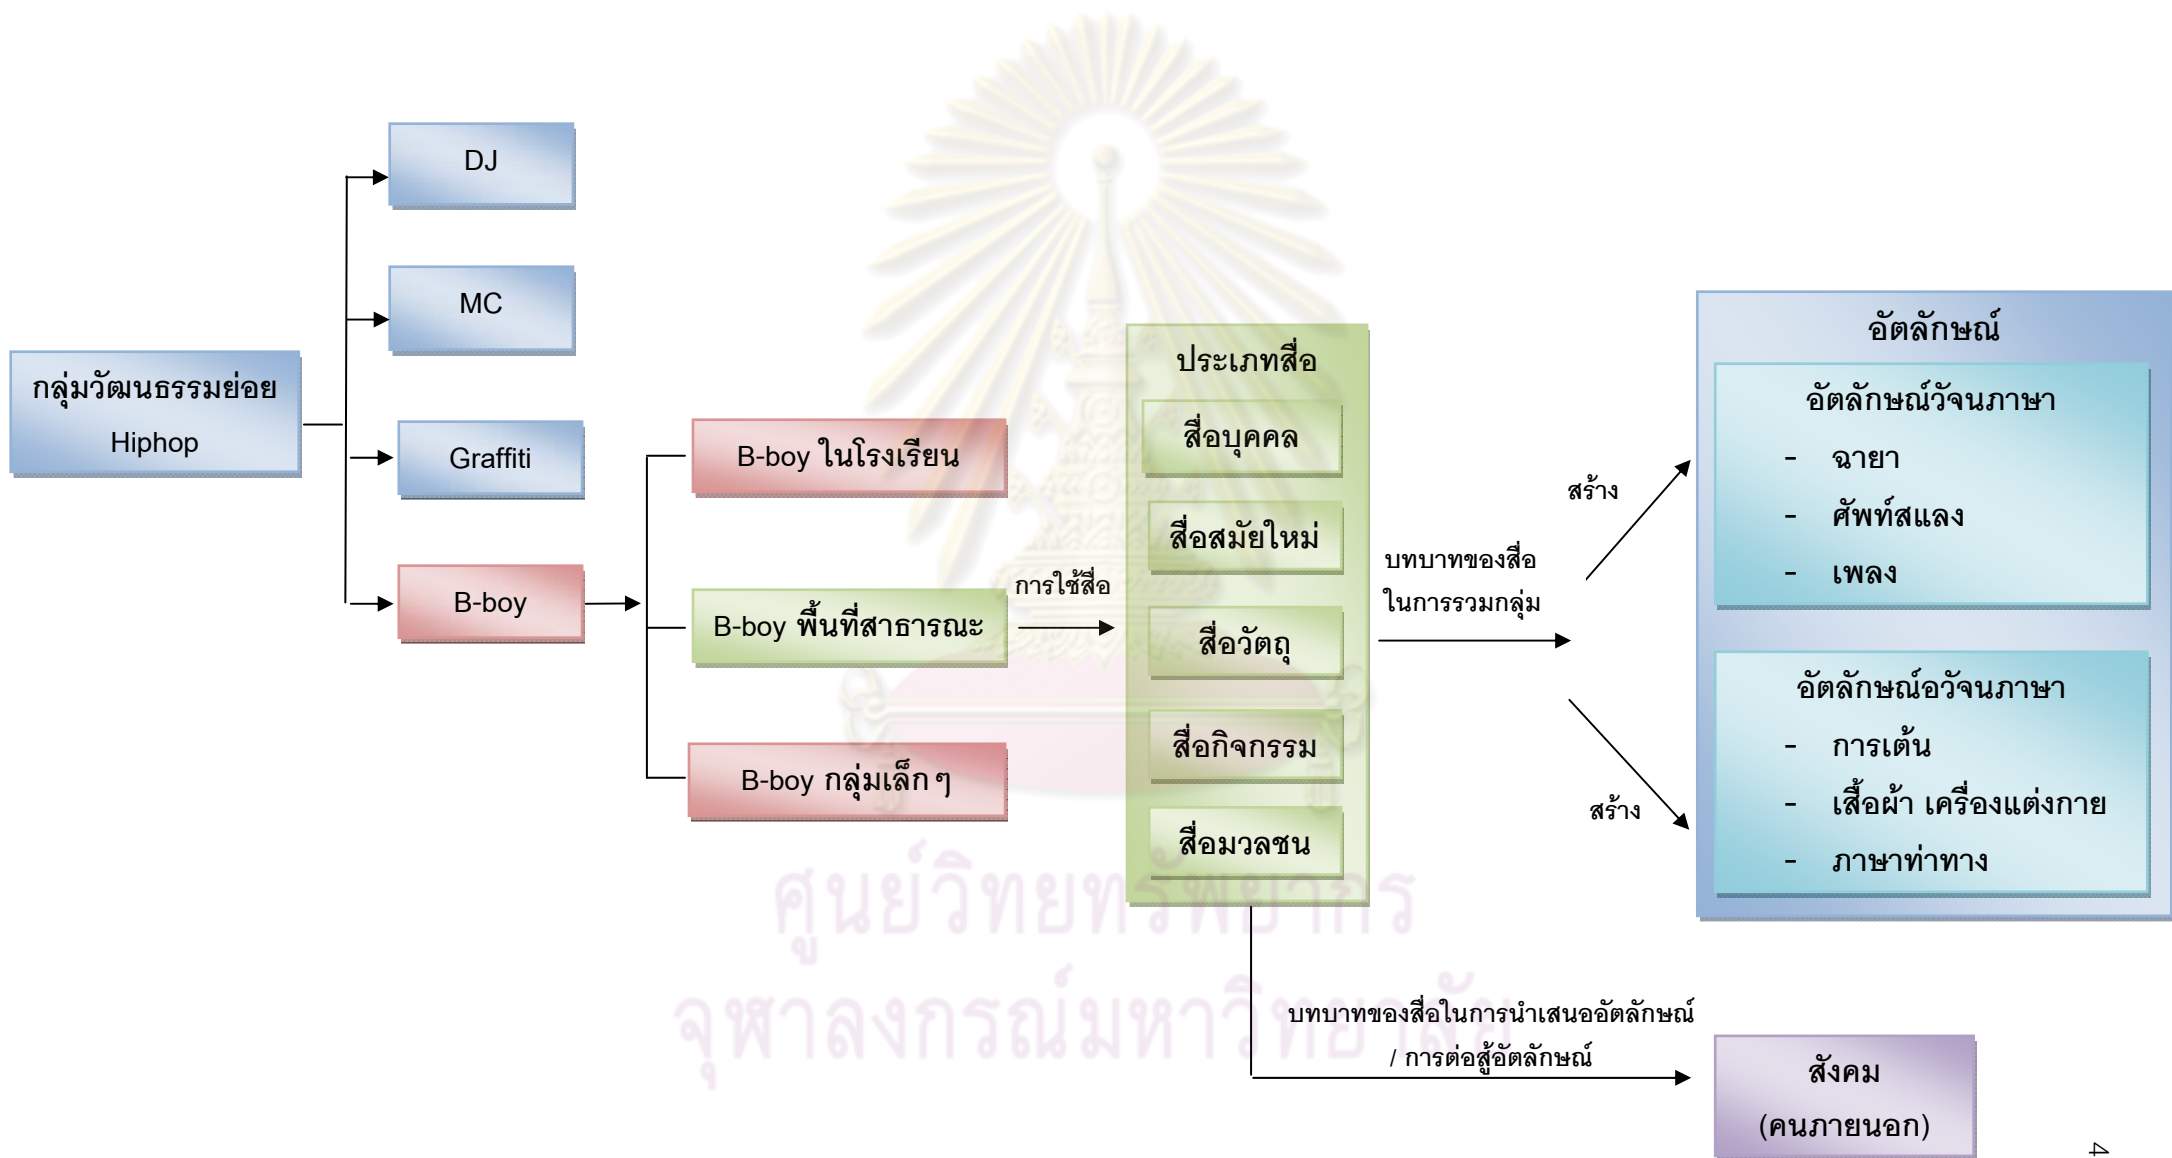 กลุ่มวัฒนธรรมย่อย
Hiphop
DJ
MC
Graffiti
B-boy
B-boy ในโรงเรียน
B-boy พื้นที่สาธารณะ
B-boy กลุ่มเล็ก ๆ
การใช้สื่อ
ประเภทสื่อ
สื่อบุคคล
สื่อสมัยใหม่
สื่อวัตถุ
สื่อกิจกรรม
สื่อมวลชน
บทบาทของสื่อ
ในการรวมกลุ่ม
สร้าง
สร้าง
อัตลักษณ์
อัตลักษณ์วัจนภาษา
- ฉายา
- ศัพท์สแลง
- เพลง
อัตลักษณ์อวัจนภาษา
- การเต้น
- เสื้อผ้า เครื่องแต่งกาย
- ภาษาท่าทาง
บทบาทของสื่อในการนำเสนออัตลักษณ์
/ การต่อสู้อัตลักษณ์
สังคม
(คนภายนอก)
ศูนย์วิทยทรัพยากร
จุฬาลงกรณ์มหาวิทยาลัย
4